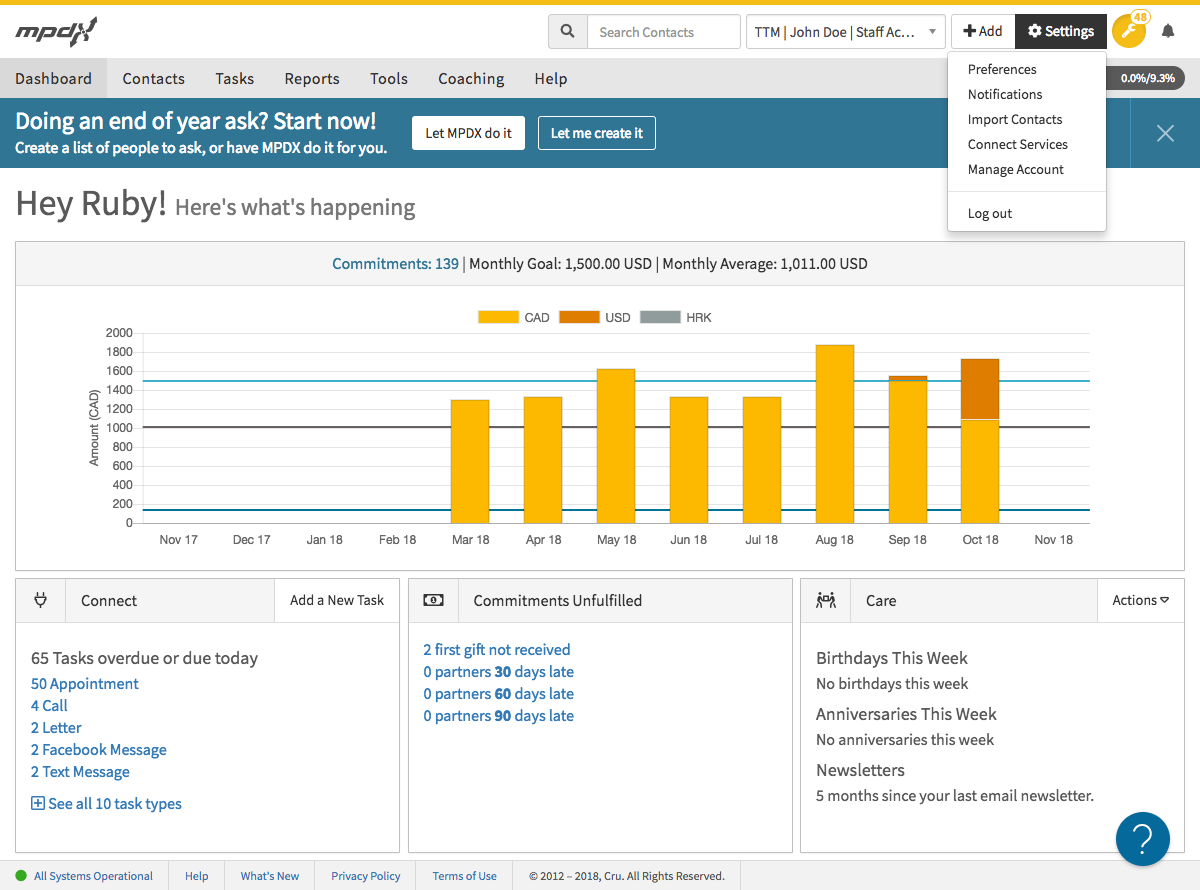 mpdx
Search Contacts
TTM | John Doe | Staff Ac...
Add
Settings
48
Dashboard
Contacts
Tasks
Reports
Tools
Coaching
Help
0.0%/9.3%
Preferences
Notifications
Import Contacts
Connect Services
Manage Account
Log out
Doing an end of year ask? Start now!
Create a list of people to ask, or have MPDX do it for you.
Let MPDX do it
Let me create it
Hey Ruby! Here's what's happening
Commitments: 139 | Monthly Goal: 1,500.00 USD | Monthly Average: 1,011.00 USD
CAD
USD
HRK
Amount (CAD)
2000
1800
1600
1400
1200
1000
800
600
400
200
0
Nov 17
Dec 17
Jan 18
Feb 18
Mar 18
Apr 18
May 18
Jun 18
Jul 18
Aug 18
Sep 18
Oct 18
Nov 18
Connect
Add a New Task
65 Tasks overdue or due today
50 Appointment
4 Call
2 Letter
2 Facebook Message
2 Text Message
See all 10 task types
Commitments Unfulfilled
2 first gift not received
0 partners 30 days late
0 partners 60 days late
0 partners 90 days late
Care
Actions
Birthdays This Week
No birthdays this week
Anniversaries This Week
No anniversaries this week
Newsletters
5 months since your last email newsletter.
?
All Systems Operational
Help
What's New
Privacy Policy
Terms of Use
© 2012 – 2018, Cru. All Rights Reserved.